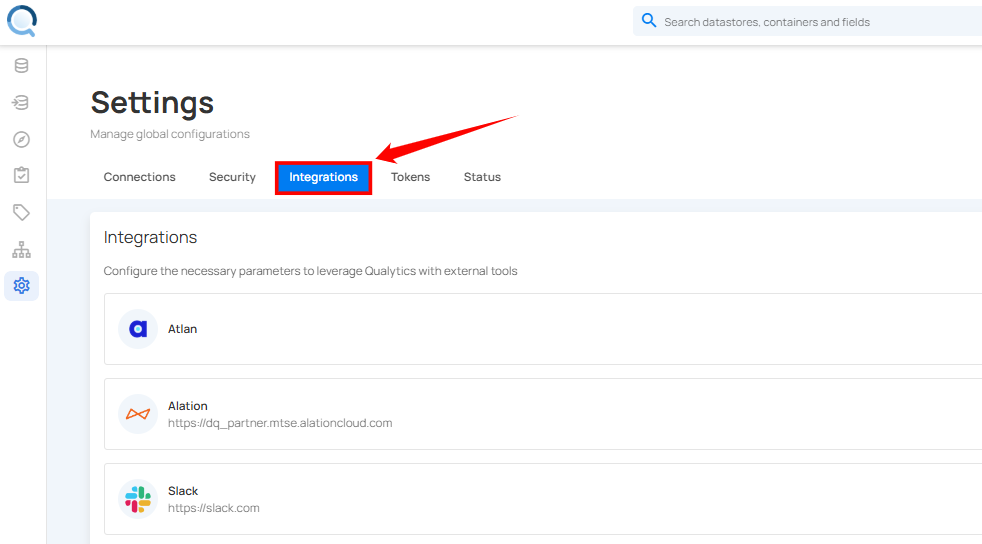 Search datastores, containers and fields
Settings
Manage global configurations
Connections Security Integrations Tokens Status
Integrations
Configure the necessary parameters to leverage Qualytics with external tools
Atlan
Alation
https://dq_partner.mtse.alationcloud.com
Slack
https://slack.com